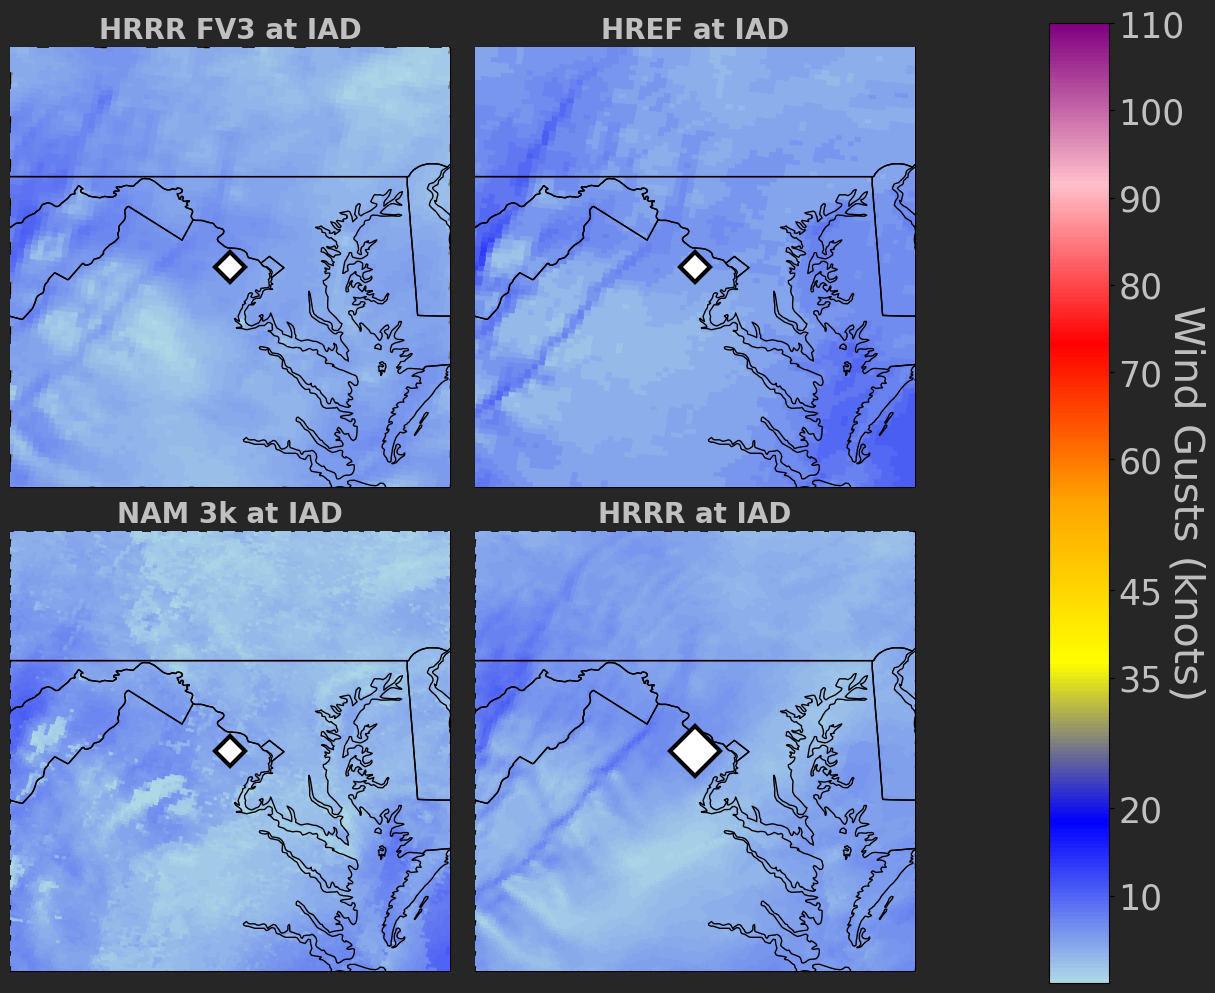 HRRR FV3 at IAD
HREF at IAD
NAM 3k at IAD
HRRR at IAD
110
100
90
80
70
60
45
35
20
10
Wind Gusts (knots)